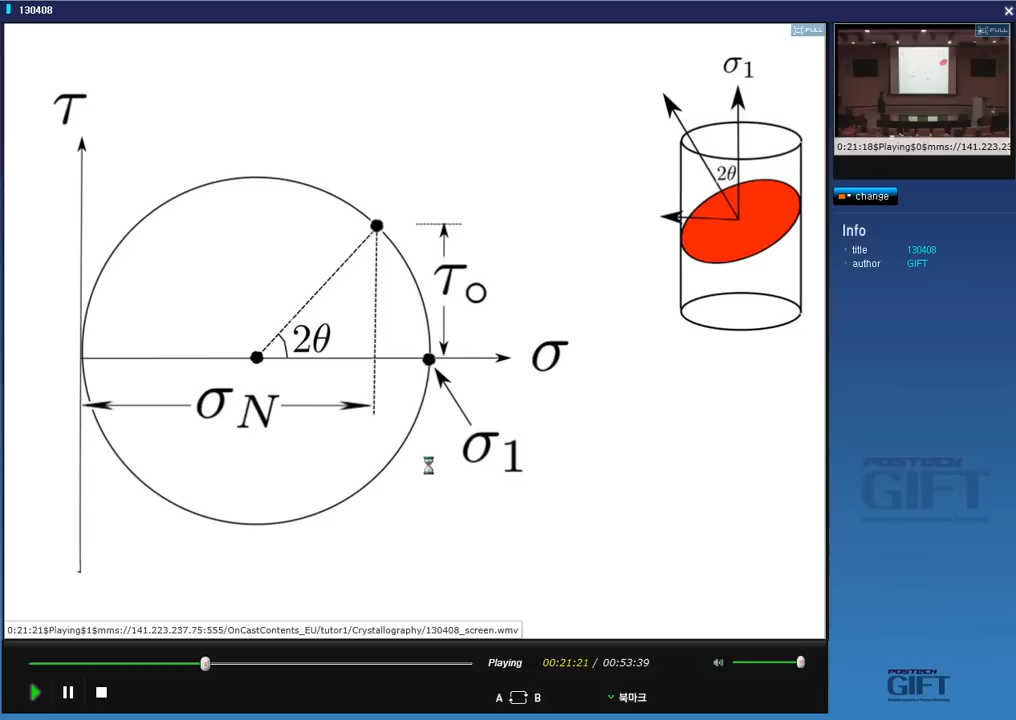 130408
FULL
FULL
σ1
τ
2θ
0:21:18$Playing$0$mms://141.223.23
change
Info
title 130408
author GIFT
τo
2θ
σ
σN
σ1
POSTECH
GIFT
0:21:21$Playing$1$mms://141.223.237.75:555/OnCastContents_EU/tutor1/Crystallography/130408_screen.wmv
Playing 00:21:21 / 00:53:39
A B 북마크
POSTECH
GIFT